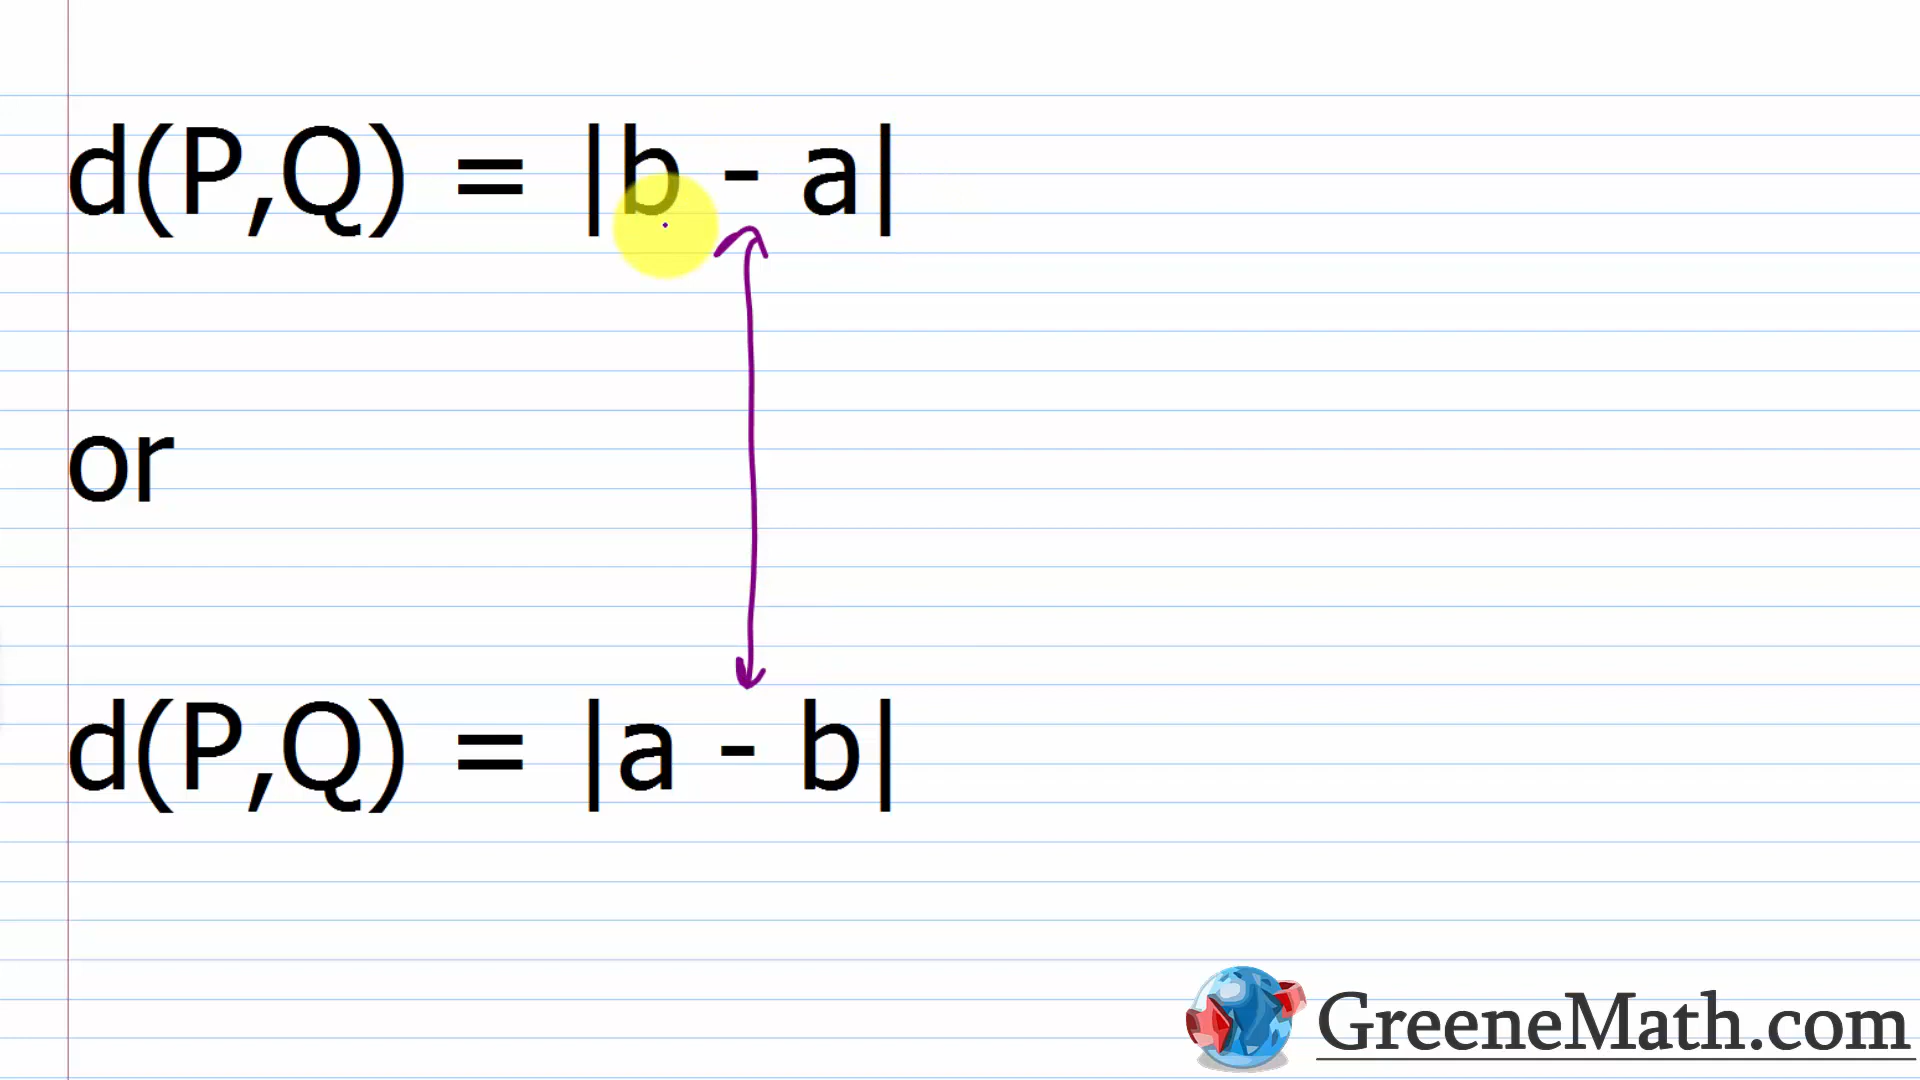 d(P,Q) = |b - a|
or
d(P,Q) = |a - b|
GreeneMath.com